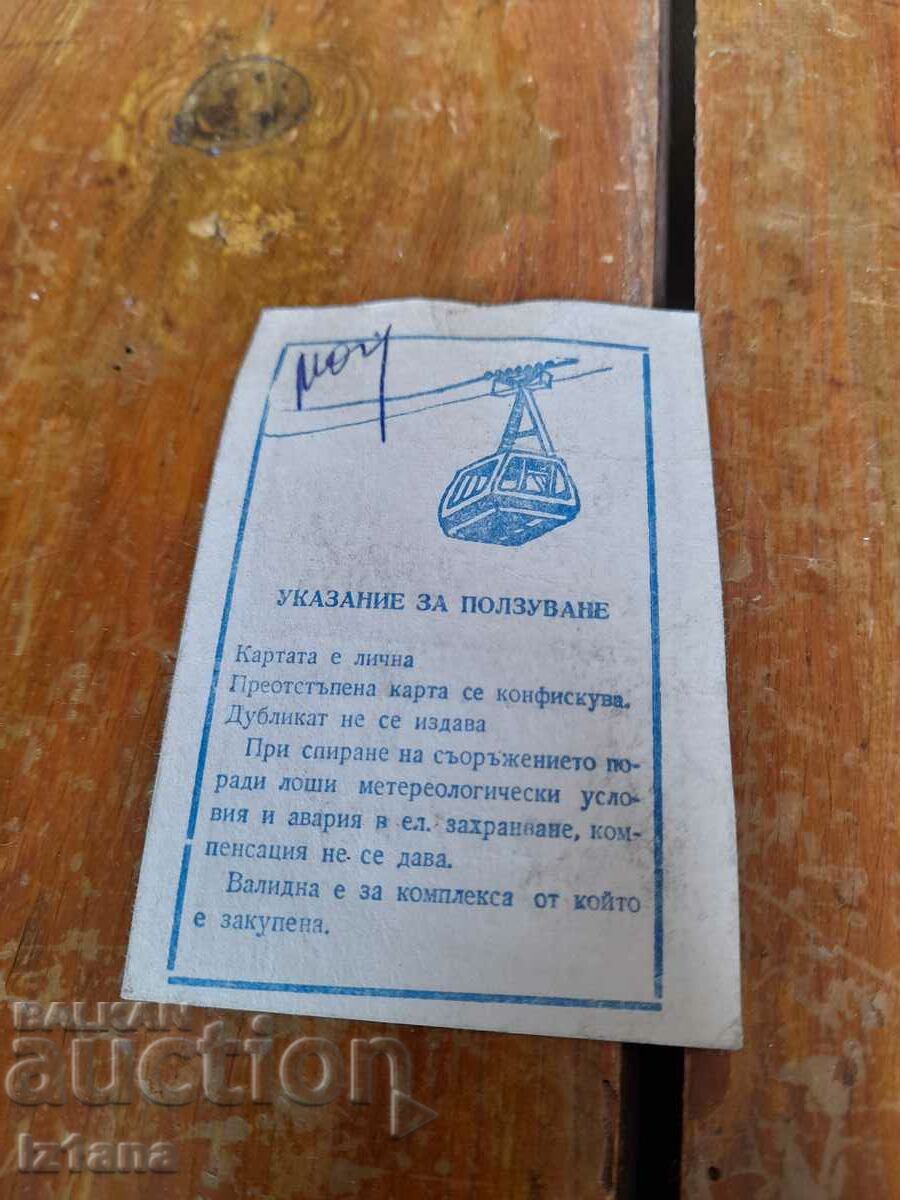 УКАЗАНИЕ ЗА ПОЛЗУВАНЕ
Картата е лична
Преотстъпена карта се конфискува.
Дубликат не се издава
При спиране на съоръжението по-
ради лоши метереологически усло-
вия и авария в ел. захранване, ком-
пенсация не се дава.
Валидна е за комплекса от който
е закупена.
BALKAN
auction
iz1ana